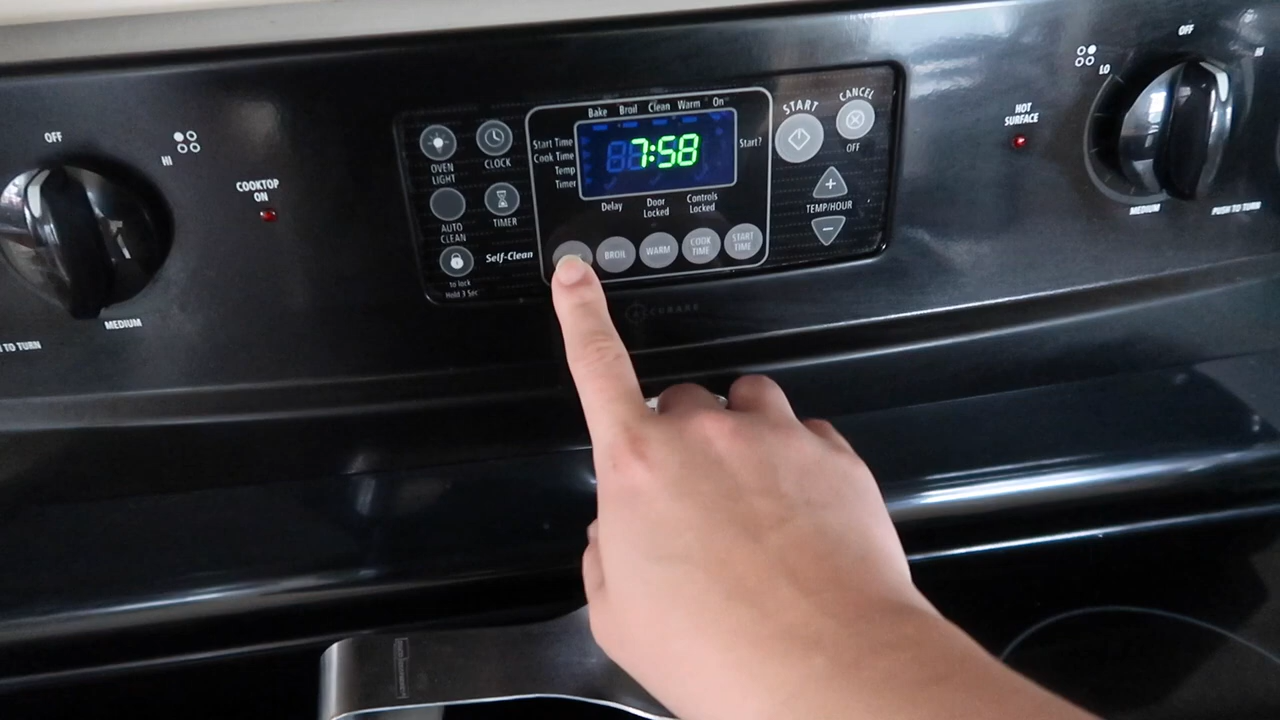 OFF
HI
COOKTOP
ON
MEDIUM
TO TURN
OVEN
LIGHT
CLOCK
AUTO
CLEAN
TIMER
Self-Clean
to lock
Hold 3 Sec
Bake Broil Clean Warm On
Start Time
Cook Time
Temp
Timer
7:58
Start?
Delay
Door
Locked
Controls
Locked
BROIL
WARM
COOK
TIME
START
TIME
START
CANCEL
OFF
+
TEMP/HOUR
−
ACCUBAKE
HOT
SURFACE
OFF
LO
HI
MEDIUM
PUSH TO TURN